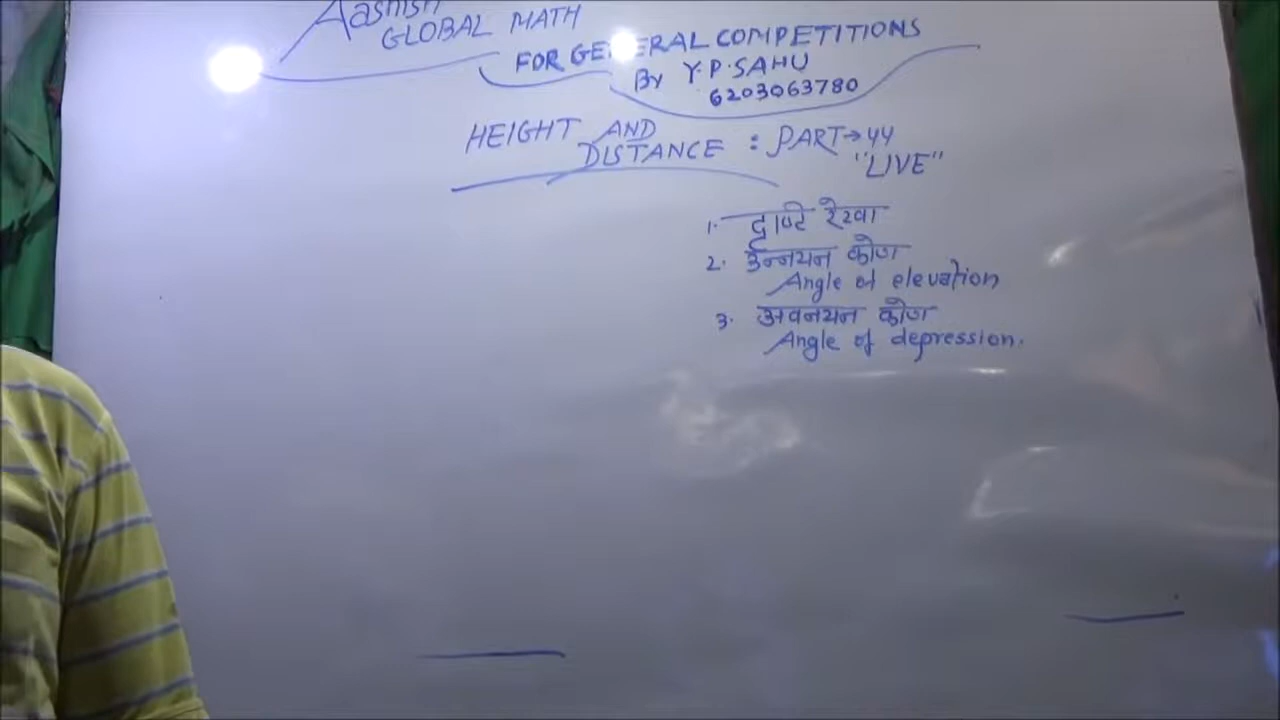 Aashish
GLOBAL MATH
FOR GENERAL COMPETITIONS
By Y.P.SAHU
6203063780
HEIGHT AND
DISTANCE : PART→44
"LIVE"
1. दृष्टि रेखा
2. उन्नयन कोण
Angle of elevation
3. अवनयन कोण
Angle of depression.